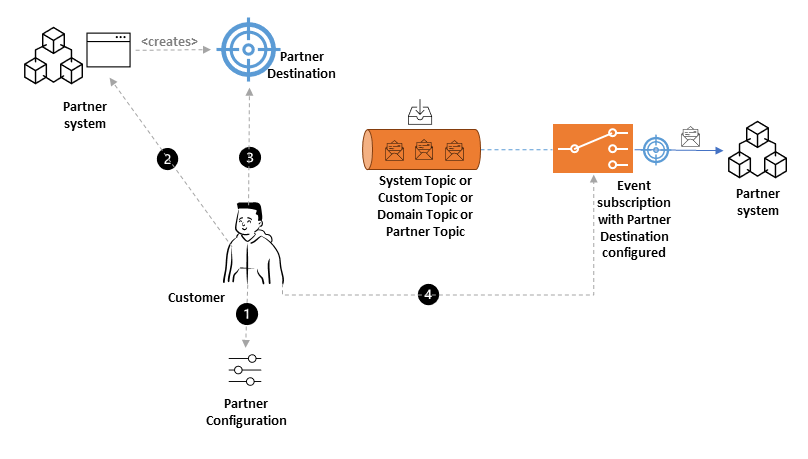 <creates>
Partner
Destination
Partner
system
2
3
System Topic or
Custom Topic or
Domain Topic or
Partner Topic
Event
subscription
with Partner
Destination
configured
Partner
system
Customer
4
1
Partner
Configuration